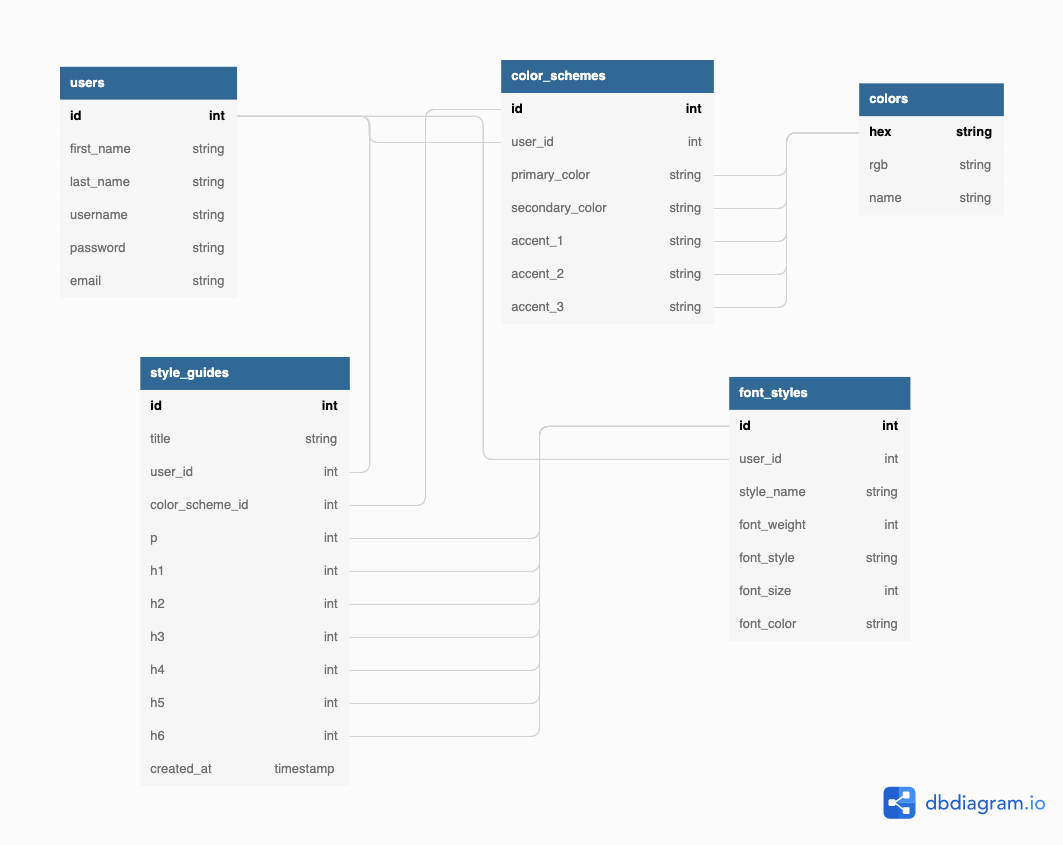 users
id int
first_name string
last_name string
username string
password string
email string
color_schemes
id int
user_id int
primary_color string
secondary_color string
accent_1 string
accent_2 string
accent_3 string
colors
hex string
rgb string
name string
style_guides
id int
title string
user_id int
color_scheme_id int
p int
h1 int
h2 int
h3 int
h4 int
h5 int
h6 int
created_at timestamp
font_styles
id int
user_id int
style_name string
font_weight int
font_style string
font_size int
font_color string
dbdiagram.io